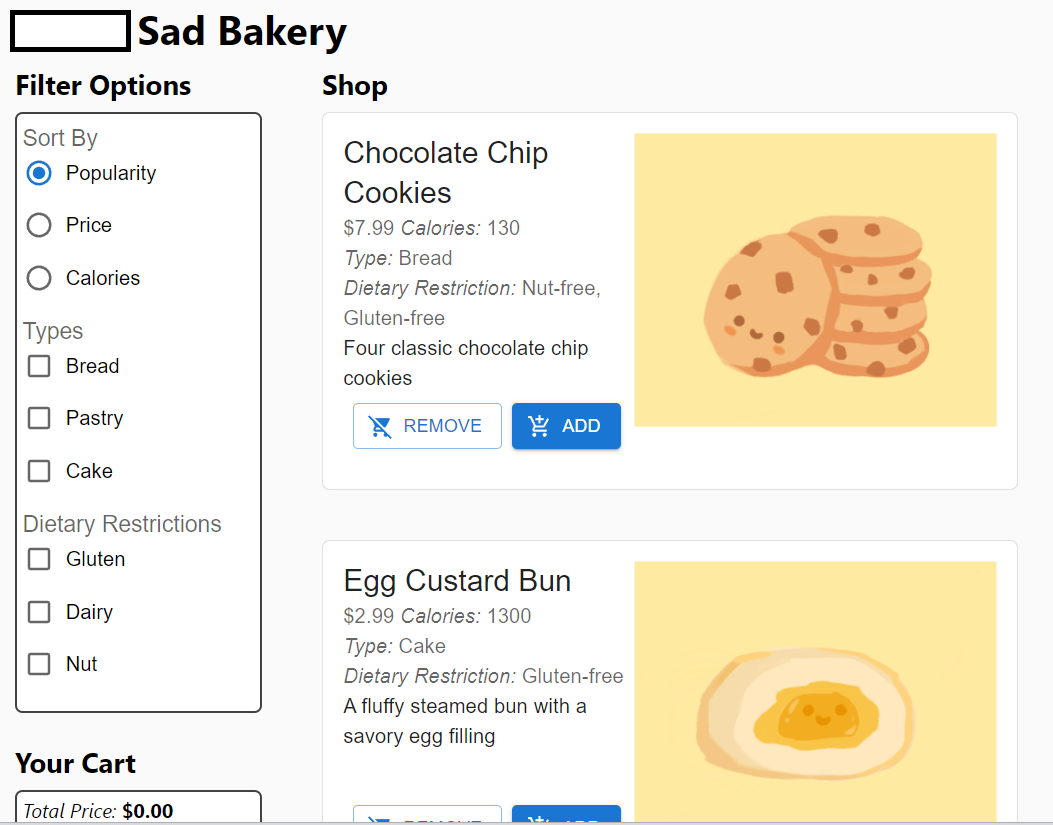 Sad Bakery
Filter Options
Sort By
Popularity
Price
Calories
Types
Bread
Pastry
Cake
Dietary Restrictions
Gluten
Dairy
Nut
Your Cart
Total Price: $0.00
Shop
Chocolate Chip
Cookies
$7.99 Calories: 130
Type: Bread
Dietary Restriction: Nut-free,
Gluten-free
Four classic chocolate chip
cookies
REMOVE
ADD
Egg Custard Bun
$2.99 Calories: 1300
Type: Cake
Dietary Restriction: Gluten-free
A fluffy steamed bun with a
savory egg filling